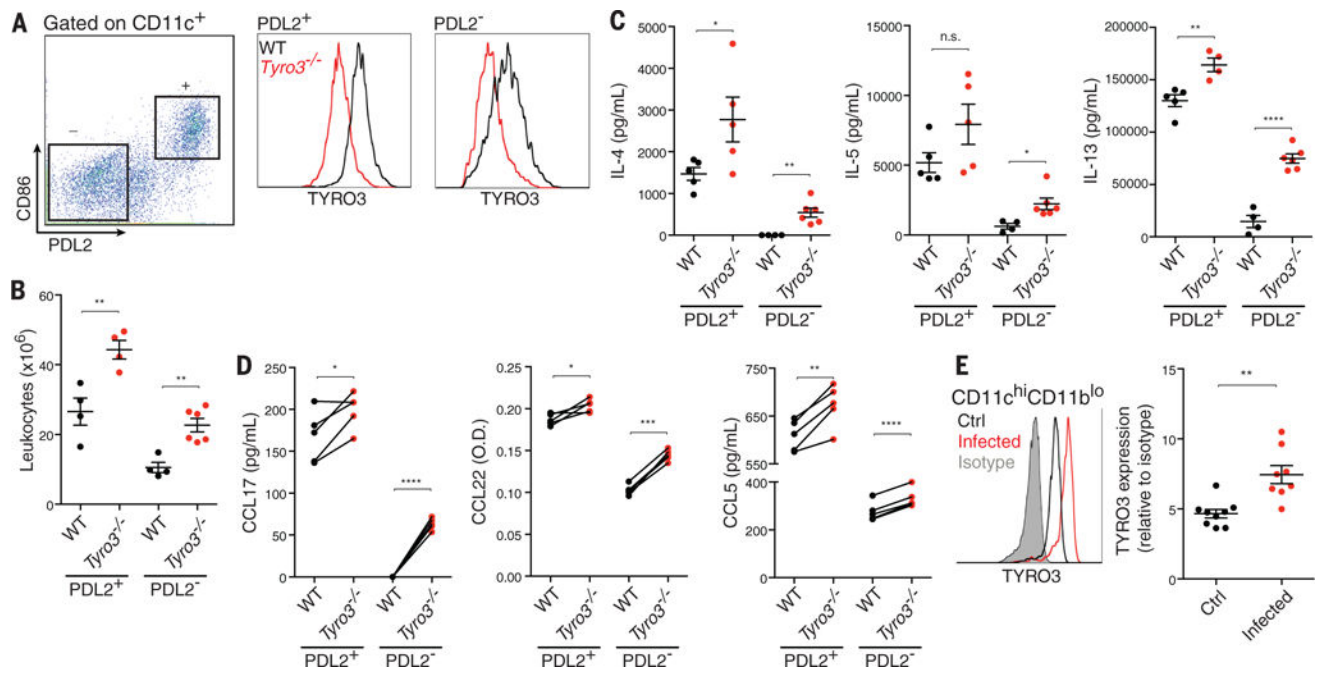 A
Gated on CD11c+
+
–
CD86
PDL2
PDL2+
WT
Tyro3-/-
TYRO3
PDL2-
TYRO3
B
Leukocytes (x10^6)
60
40
20
0
**
**
WT
Tyro3-/-
WT
Tyro3-/-
PDL2+
PDL2-
C
IL-4 (pg/mL)
5000
4000
3000
2000
1000
0
*
**
WT
Tyro3-/-
WT
Tyro3-/-
PDL2+
PDL2-
IL-5 (pg/mL)
15000
10000
5000
0
n.s.
*
WT
Tyro3-/-
WT
Tyro3-/-
PDL2+
PDL2-
IL-13 (pg/mL)
200000
150000
100000
50000
0
**
****
WT
Tyro3-/-
WT
Tyro3-/-
PDL2+
PDL2-
D
CCL17 (pg/mL)
250
200
150
100
50
0
*
****
WT
Tyro3-/-
WT
Tyro3-/-
PDL2+
PDL2-
CCL22 (O.D.)
0.25
0.20
0.15
0.10
0.05
0.00
*
***
WT
Tyro3-/-
WT
Tyro3-/-
PDL2+
PDL2-
CCL5 (pg/mL)
750
650
550
400
200
0
**
****
WT
Tyro3-/-
WT
Tyro3-/-
PDL2+
PDL2-
E
CD11chiCD11blo
Ctrl
Infected
Isotype
TYRO3
TYRO3 expression
(relative to isotype)
15
10
5
0
**
Ctrl
Infected